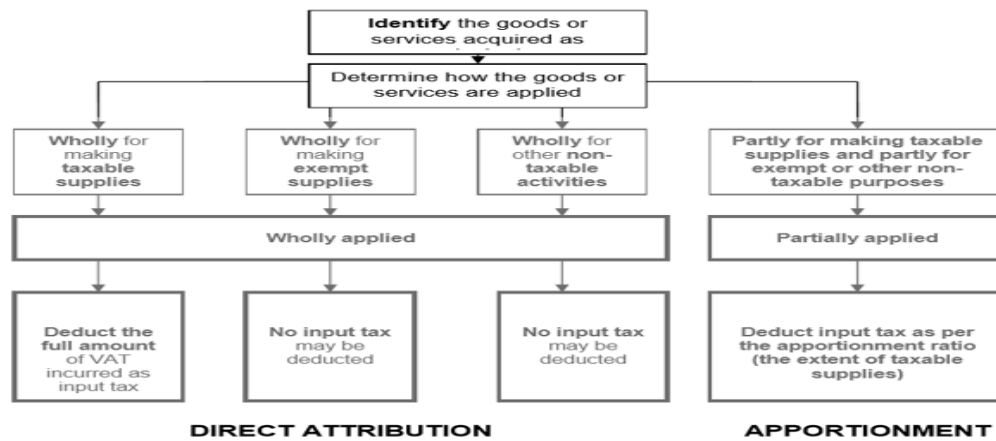 Identify the goods or
services acquired as
Determine how the goods or
services are applied
Wholly for
making
taxable
supplies
Wholly for
making
exempt
supplies
Wholly for
other non-
taxable
activities
Partly for making taxable
supplies and partly for
exempt or other non-
taxable purposes
Wholly applied
Partially applied
Deduct the
full amount
of VAT
incurred as
input tax
No input tax
may be
deducted
No input tax
may be
deducted
Deduct input tax as per
the apportionment ratio
(the extent of taxable
supplies)
DIRECT ATTRIBUTION
APPORTIONMENT